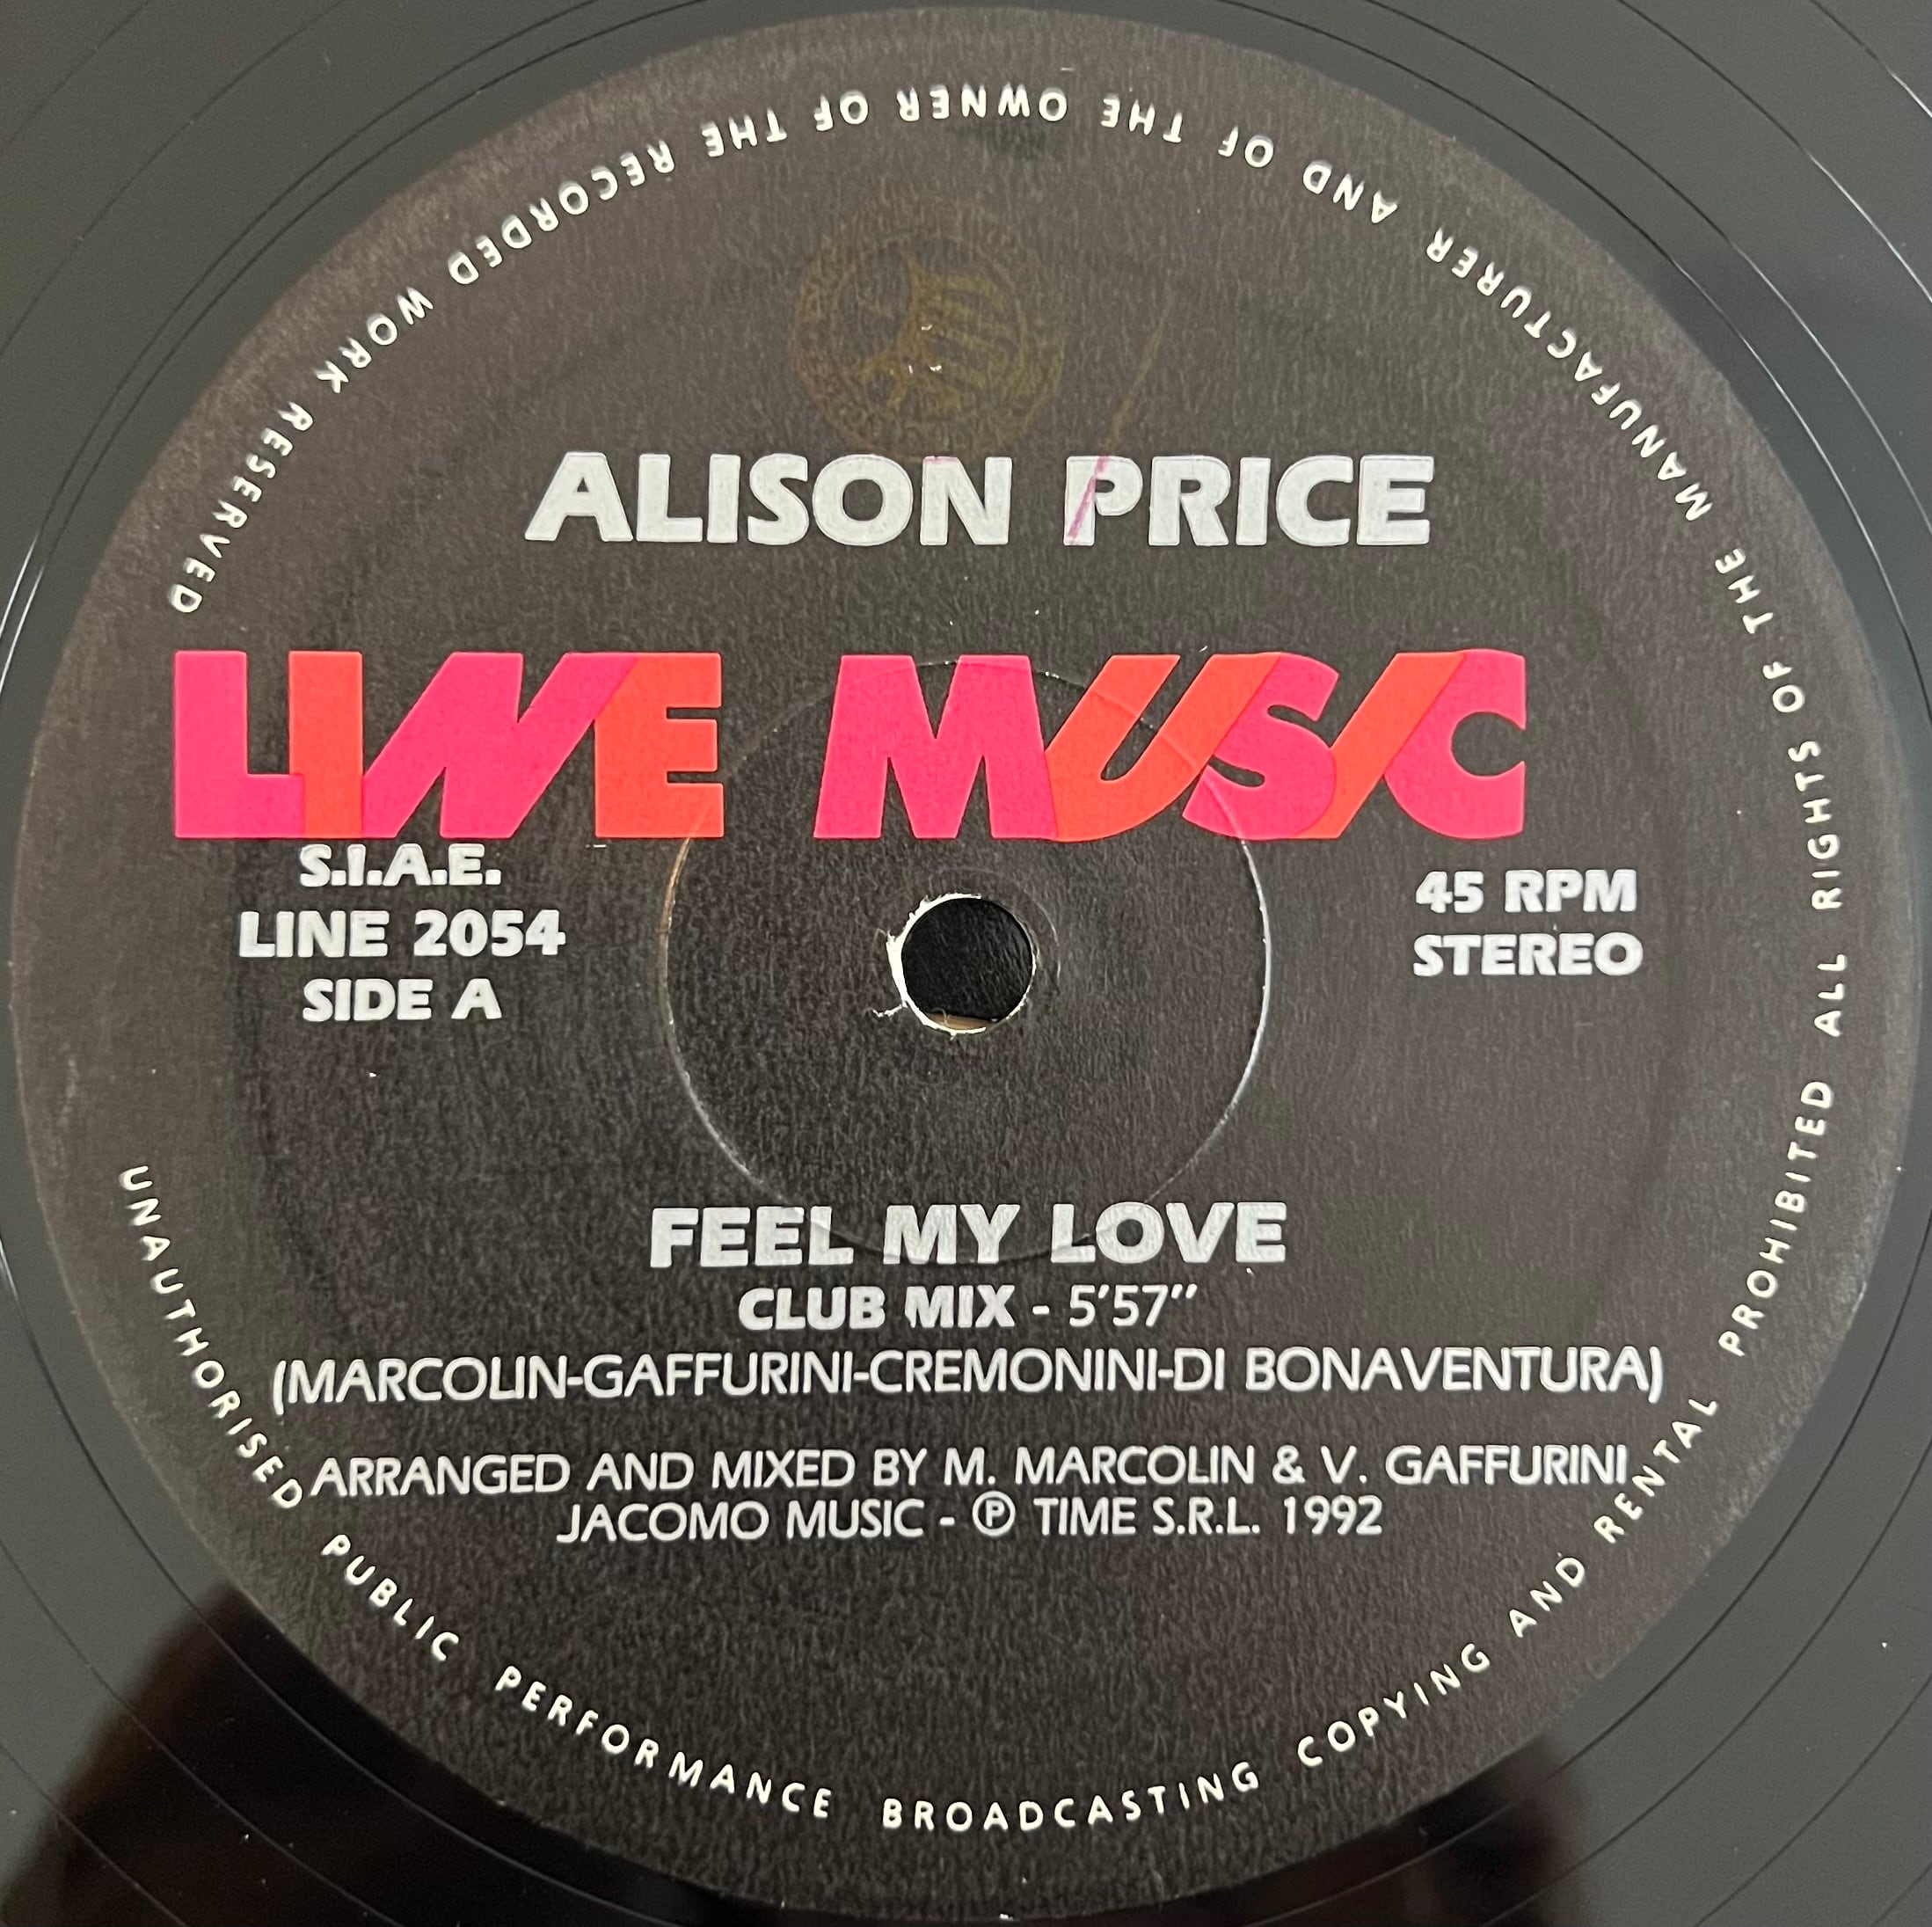 ALISON PRICE
LINE MUSIC
S.I.A.E.
LINE 2054
SIDE A
45 RPM
STEREO
FEEL MY LOVE
CLUB MIX - 5'57"
(MARCOLIN-GAFFURINI-CREMONINI-DI BONAVENTURA)
ARRANGED AND MIXED BY M. MARCOLIN & V. GAFFURINI
JACOMO MUSIC - Ⓟ TIME S.R.L. 1992
UNAUTHORISED PUBLIC PERFORMANCE BROADCASTING COPYING AND RENTAL PROHIBITED ALL RIGHTS OF THE MANUFACTURER AND OF THE OWNER OF THE RECORDED WORK RESERVED